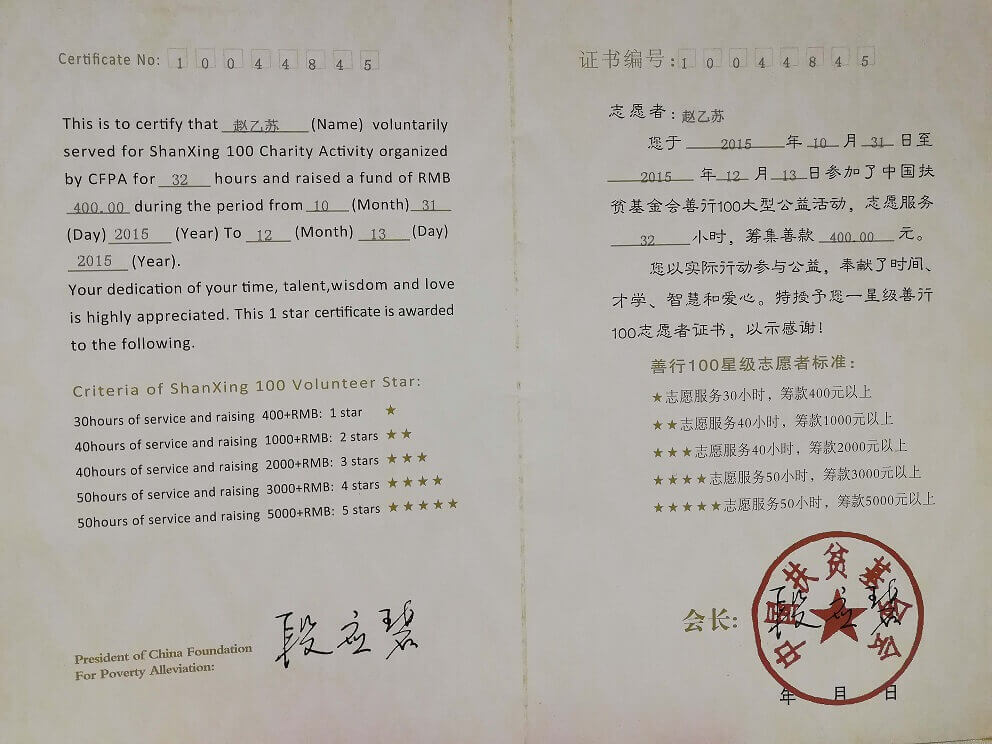 Certificate No: 10044845
This is to certify that 赵乙苏 (Name) voluntarily
served for ShanXing 100 Charity Activity organized
by CFPA for 32 hours and raised a fund of RMB
400.00 during the period from 10 (Month) 31
(Day) 2015 (Year) To 12 (Month) 13 (Day)
2015 (Year).
Your dedication of your time, talent,wisdom and love
is highly appreciated. This 1 star certificate is awarded
to the following.
Criteria of ShanXing 100 Volunteer Star:
30hours of service and raising 400+RMB: 1 star ★
40hours of service and raising 1000+RMB: 2 stars ★★
40hours of service and raising 2000+RMB: 3 stars ★★★
50hours of service and raising 3000+RMB: 4 stars ★★★★
50hours of service and raising 5000+RMB: 5 stars ★★★★★
President of China Foundation
For Poverty Alleviation:
段应碧
证书编号:10044845
志愿者:赵乙苏
您于 2015 年 10 月 31 日至
2015 年 12 月 13 日参加了中国扶
贫基金会善行100大型公益活动，志愿服务
32 小时，筹集善款 400.00 元。
您以实际行动参与公益，奉献了时间、
才学、智慧和爱心。特授予您一星级善行
100志愿者证书，以示感谢！
善行100星级志愿者标准:
★志愿服务30小时，筹款400元以上
★★志愿服务40小时，筹款1000元以上
★★★志愿服务40小时，筹款2000元以上
★★★★志愿服务50小时，筹款3000元以上
★★★★★志愿服务50小时，筹款5000元以上
会长: 段应碧
中国扶贫基金会
年 月 日